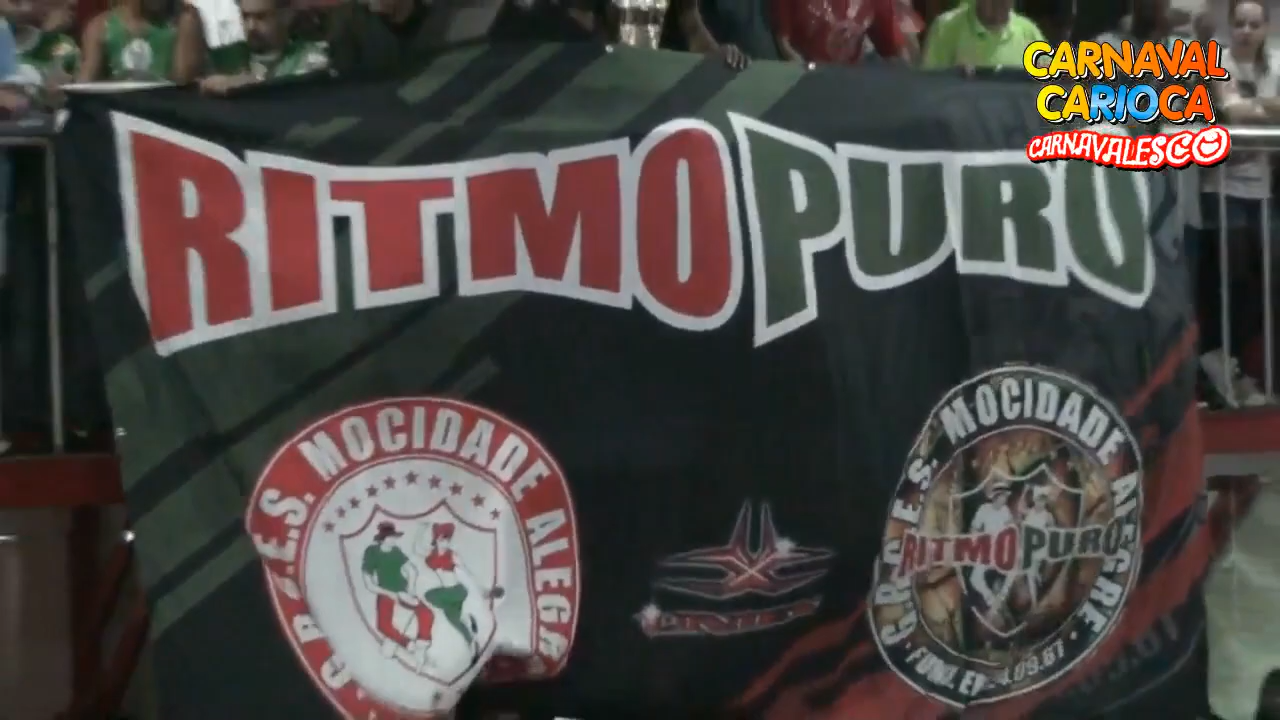 CARNAVAL
CARIOCA
CARNAVALESCO
RITMO PURO
G.R.E.S. MOCIDADE ALEGRE
G.R.E.S. MOCIDADE ALEGRE
RITMO PURO